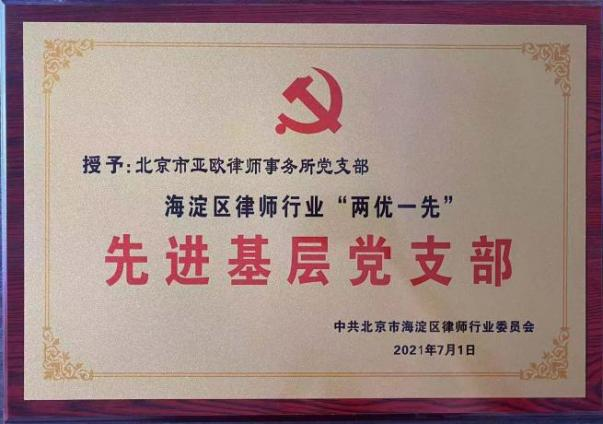 授予:北京市亚欧律师事务所党支部
海淀区律师行业“两优一先”
先进基层党支部
中共北京市海淀区律师行业委员会
2021年7月1日